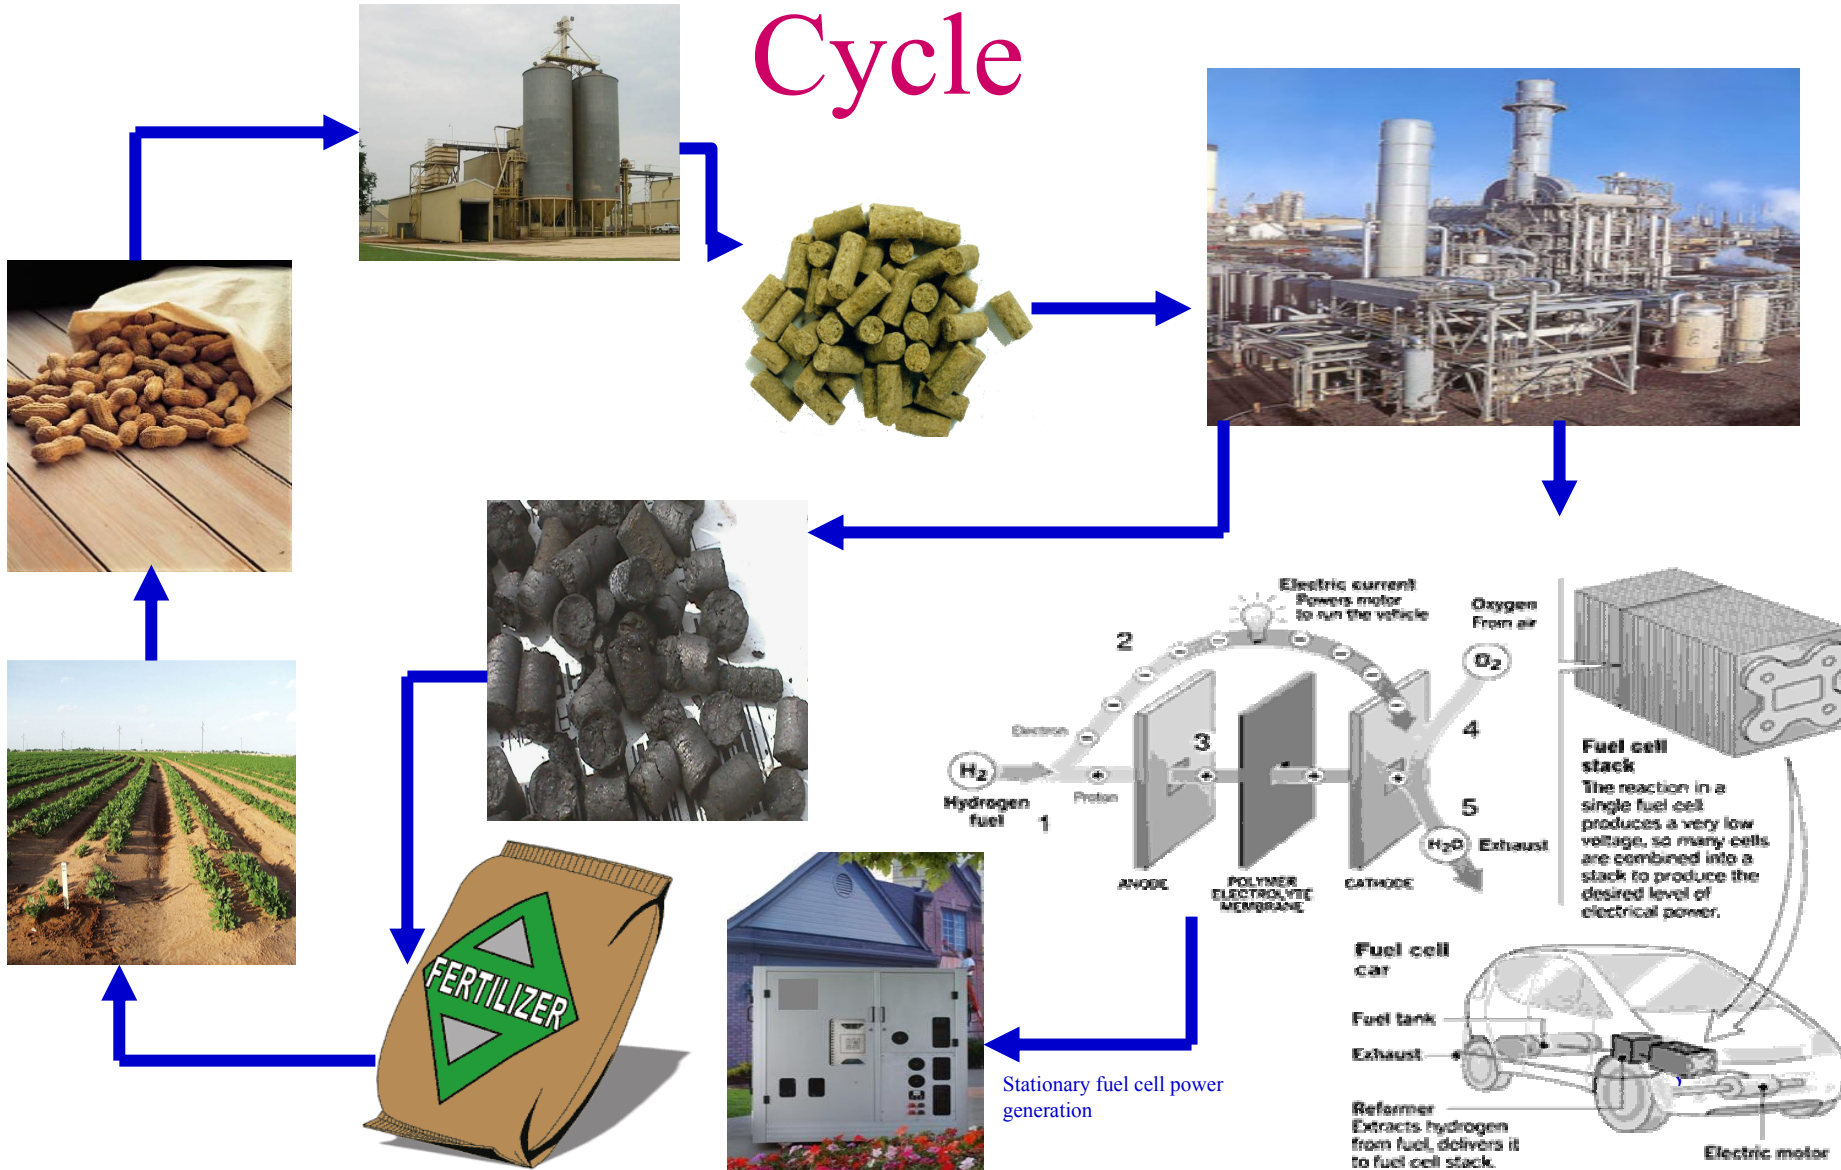 Cycle
Electric current
Powers motor
to run the vehicle
Oxygen
From air
2
O2
Electron
3
4
H2
Proton
Hydrogen
fuel
1
5
H2O
Exhaust
ANODE
POLYMER
ELECTROLYTE
MEMBRANE
CATHODE
Fuel cell
stack
The reaction in a
single fuel cell
produces a very low
voltage, so many cells
are combined into a
stack to produce the
desired level of
electrical power.
FERTILIZER
Stationary fuel cell power
generation
Fuel cell
car
Fuel tank
Exhaust
Reformer
Extracts hydrogen
from fuel, delivers it
to fuel cell stack.
Electric motor